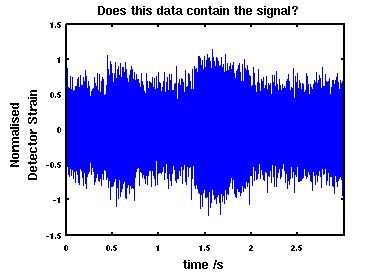 Does this data contain the signal?
1.5
1
0.5
0
-0.5
-1
-1.5
Normalised
Detector Strain
0 0.5 1 1.5 2 2.5
time /s